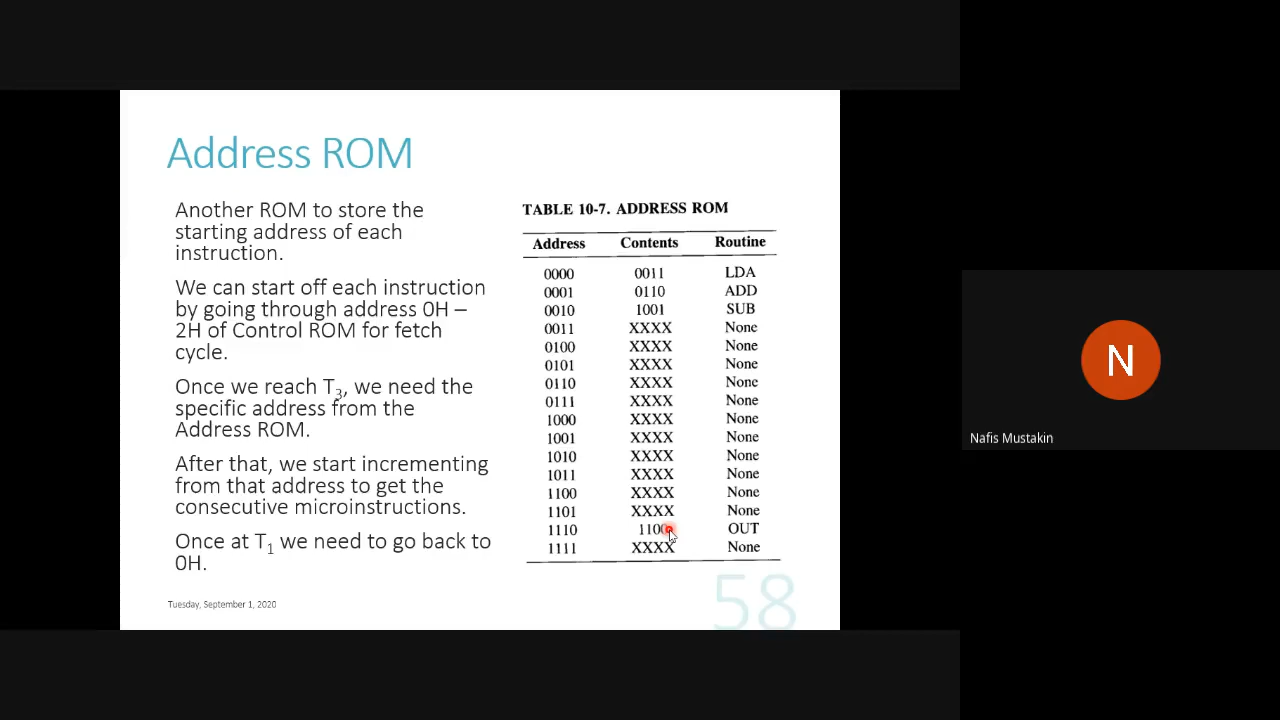 Address ROM
Another ROM to store the
starting address of each
instruction.
We can start off each instruction
by going through address 0H –
2H of Control ROM for fetch
cycle.
Once we reach T3, we need the
specific address from the
Address ROM.
After that, we start incrementing
from that address to get the
consecutive microinstructions.
Once at T1 we need to go back to
0H.
TABLE 10-7. ADDRESS ROM
Address Contents Routine
0000 0011 LDA
0001 0110 ADD
0010 1001 SUB
0011 XXXX None
0100 XXXX None
0101 XXXX None
0110 XXXX None
0111 XXXX None
1000 XXXX None
1001 XXXX None
1010 XXXX None
1011 XXXX None
1100 XXXX None
1101 XXXX None
1110 1100 OUT
1111 XXXX None
Tuesday, September 1, 2020
58
N
Nafis Mustakin